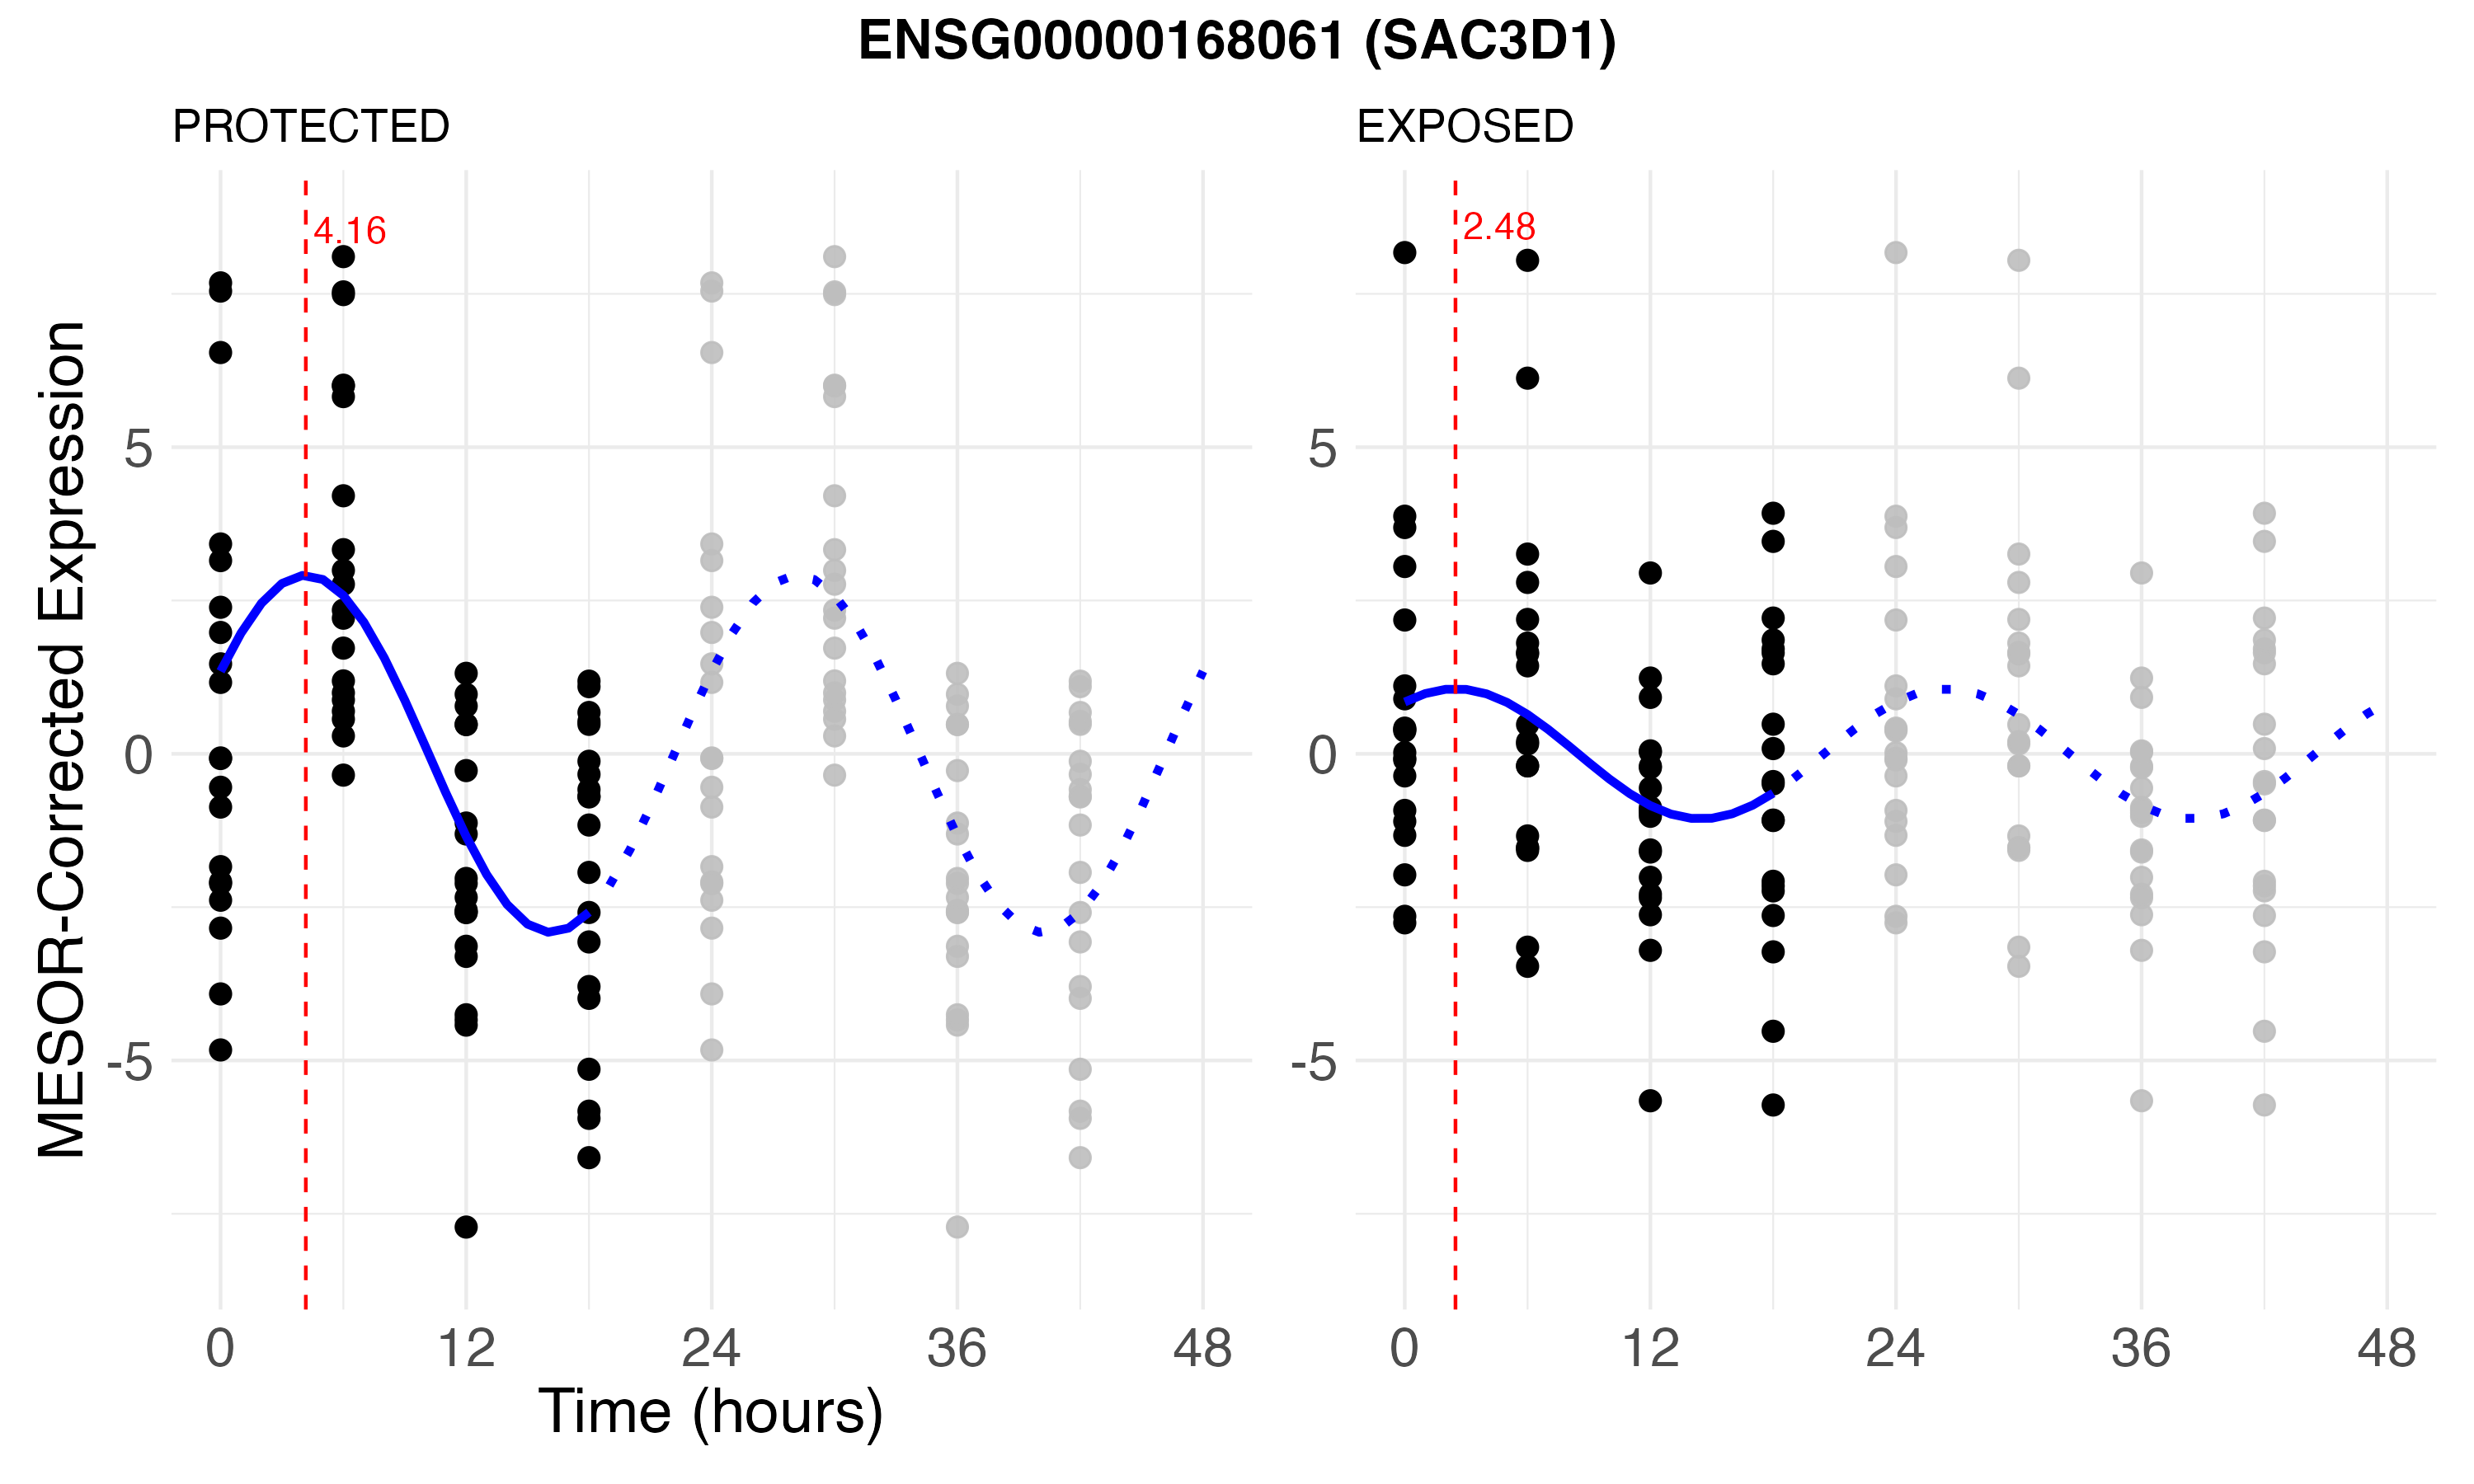 ENSG00000168061 (SAC3D1)
PROTECTED
EXPOSED
4.16
2.48
MESOR-Corrected Expression
5
0
-5
5
0
-5
0 12 24 36 48
0 12 24 36 48
Time (hours)